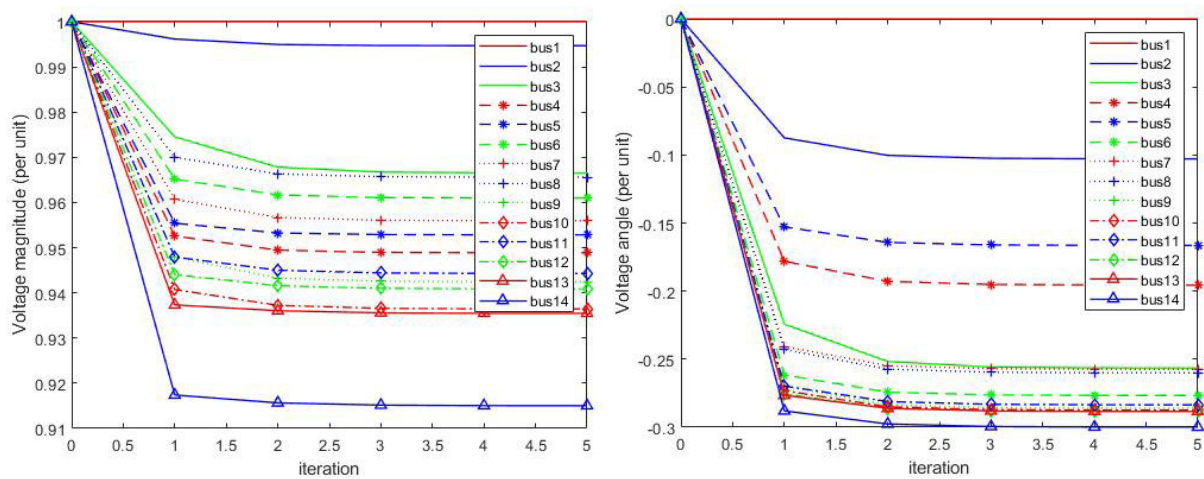 Voltage magnitude (per unit)
1
0.99
0.98
0.97
0.96
0.95
0.94
0.93
0.92
0.91
0
0.5
1
1.5
2
2.5
3
3.5
4
4.5
5
iteration
bus1
bus2
bus3
bus4
bus5
bus6
bus7
bus8
bus9
bus10
bus11
bus12
bus13
bus14
Voltage angle (per unit)
0
-0.05
-0.1
-0.15
-0.2
-0.25
-0.3
0
0.5
1
1.5
2
2.5
3
3.5
4
4.5
5
iteration
bus1
bus2
bus3
bus4
bus5
bus6
bus7
bus8
bus9
bus10
bus11
bus12
bus13
bus14